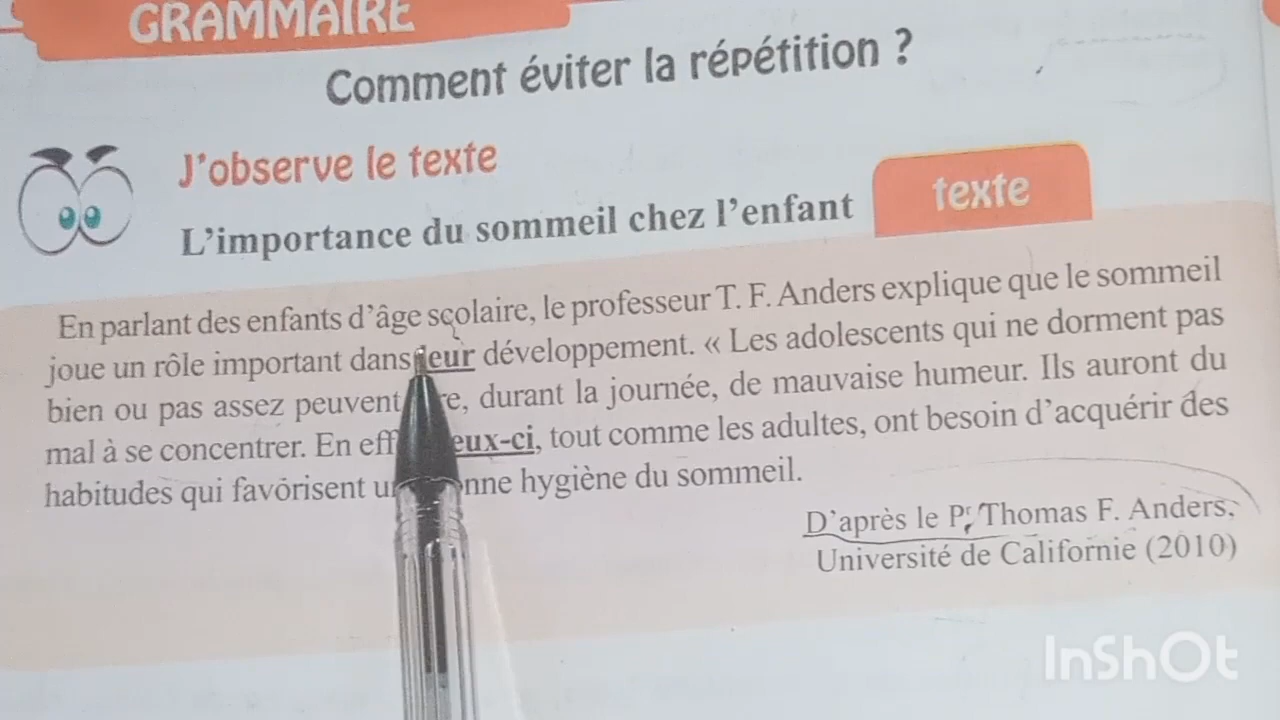 GRAMMAIRE
Comment éviter la répétition ?
J'observe le texte
L'importance du sommeil chez l'enfant
texte
En parlant des enfants d'âge scolaire, le professeur T. F. Anders explique que le sommeil
joue un rôle important dans leur développement. « Les adolescents qui ne dorment pas
bien ou pas assez peuvent, durant la journée, de mauvaise humeur. Ils auront du
mal à se concentrer. En eux-ci, tout comme les adultes, ont besoin d'acquérir des
habitudes qui favorisent hygiène du sommeil.
D'après le Pr Thomas F. Anders,
Université de Californie (2010)
InShOt